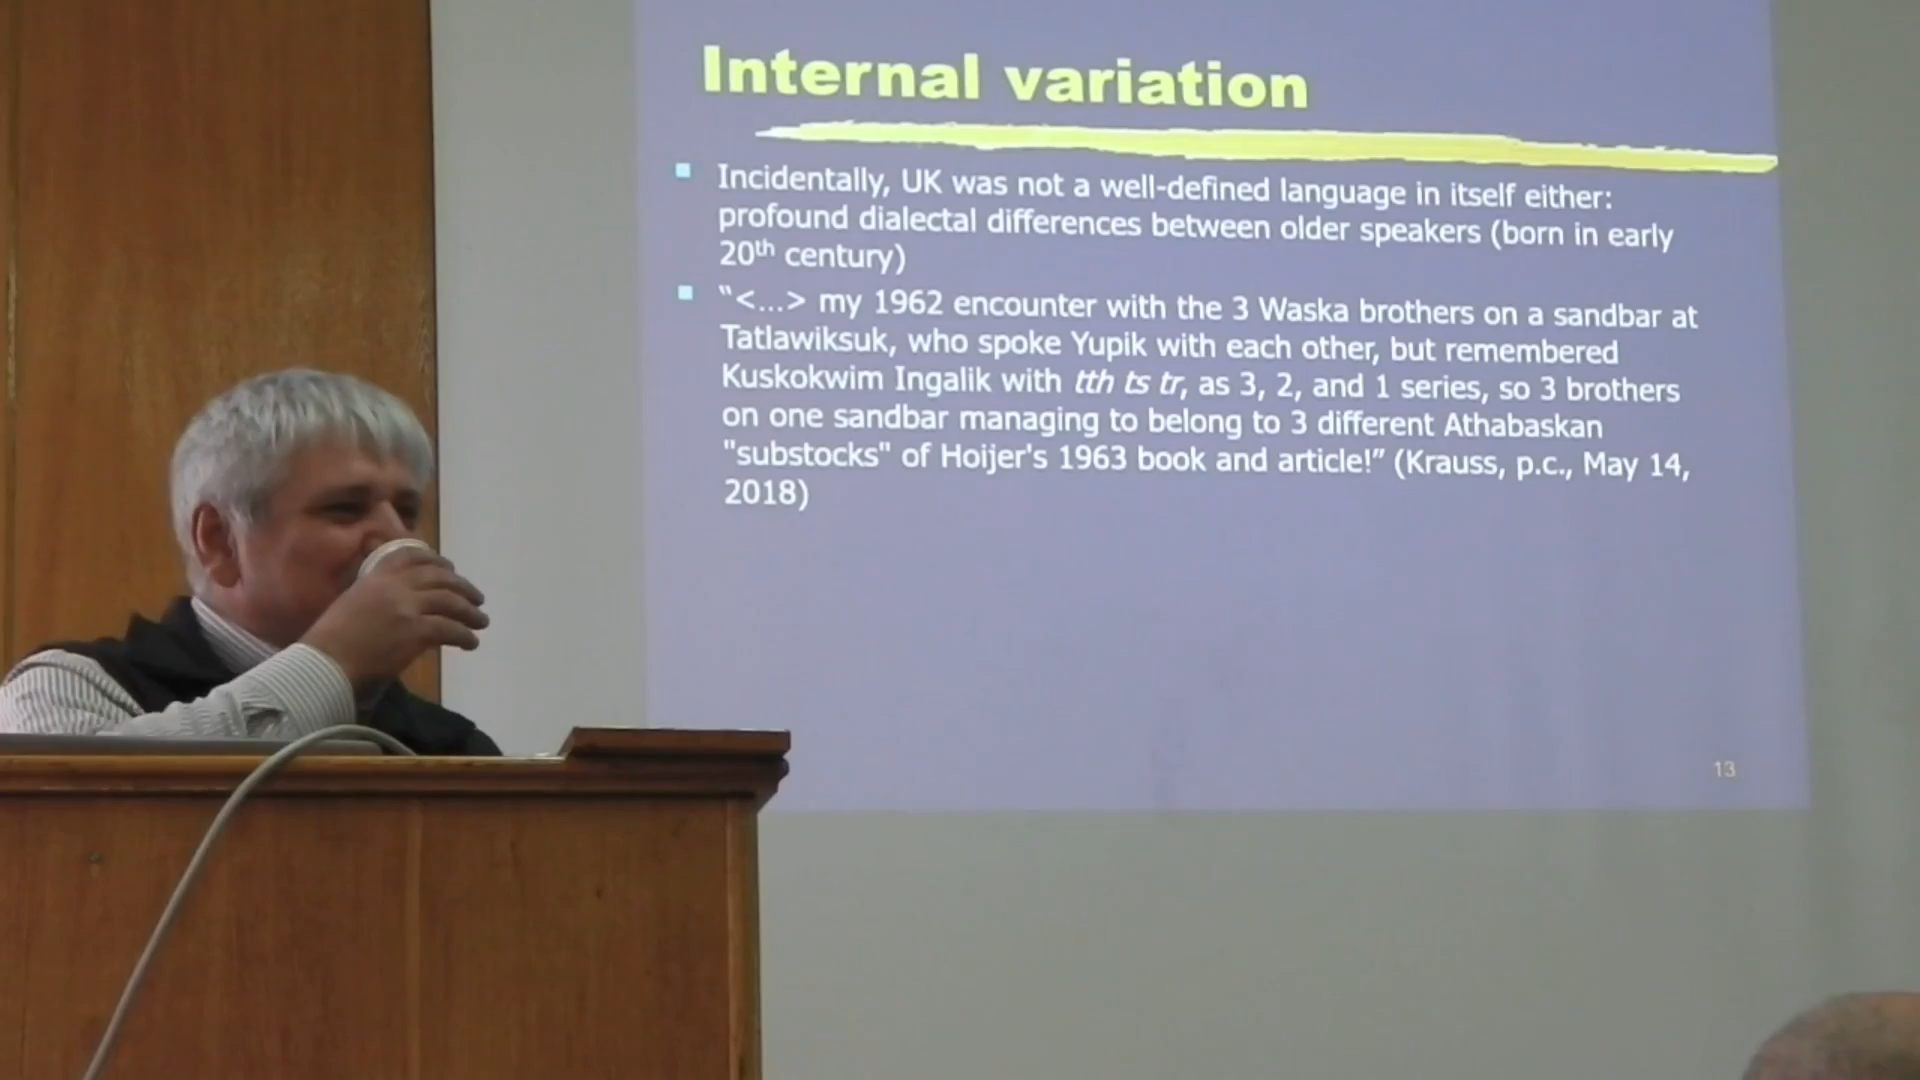 Internal variation
Incidentally, UK was not a well-defined language in itself either:
profound dialectal differences between older speakers (born in early
20th century)
“<...> my 1962 encounter with the 3 Waska brothers on a sandbar at
Tatlawiksuk, who spoke Yupik with each other, but remembered
Kuskokwim Ingalik with tth ts tr, as 3, 2, and 1 series, so 3 brothers
on one sandbar managing to belong to 3 different Athabaskan
"substocks" of Hoijer's 1963 book and article!” (Krauss, p.c., May 14,
2018)
13